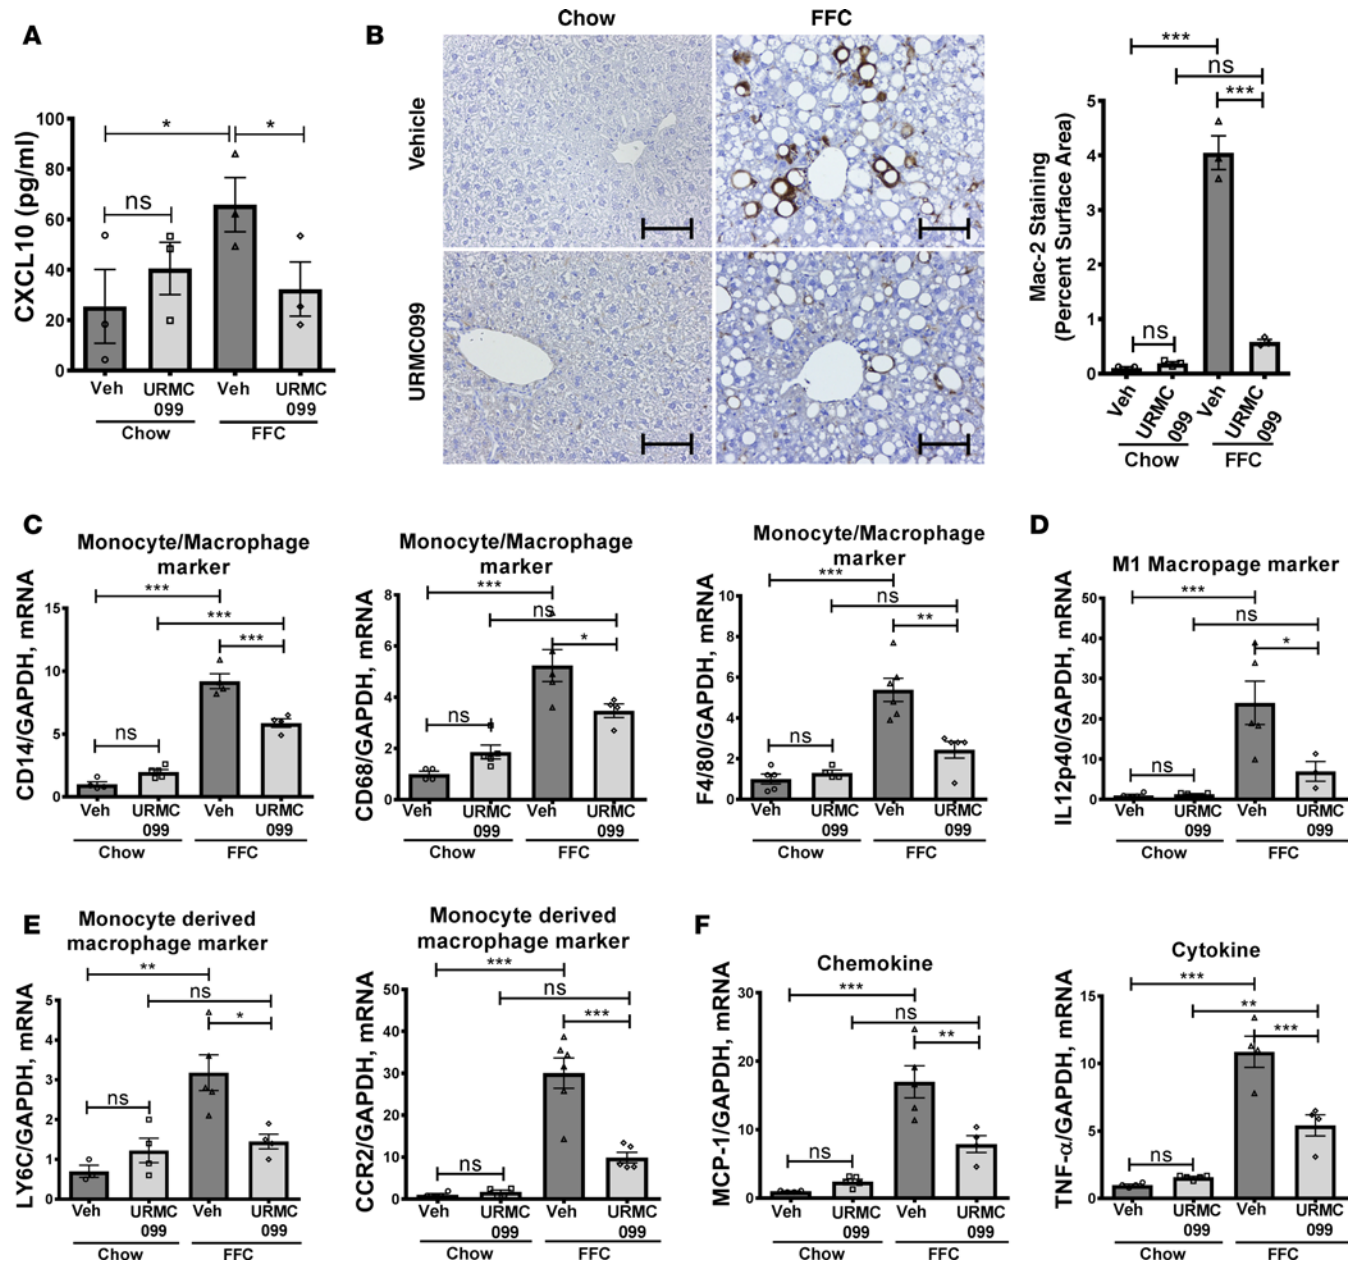 A
CXCL10 (pg/ml)
100
80
60
40
20
0
*
*
ns
Veh
URMC
099
Veh
URMC
099
Chow
FFC
B
Chow
FFC
Vehicle
URMC099
Mac-2 Staining
(Percent Surface Area)
5
4
3
2
1
0
***
ns
***
ns
Veh
URMC
099
Veh
URMC
099
Chow
FFC
C
Monocyte/Macrophage
marker
CD14/GAPDH, mRNA
15
10
5
0
***
***
***
ns
Veh
URMC
099
Veh
URMC
099
Chow
FFC
Monocyte/Macrophage
marker
CD68/GAPDH, mRNA
8
6
4
2
0
***
ns
*
ns
Veh
URMC
099
Veh
URMC
099
Chow
FFC
Monocyte/Macrophage
marker
F4/80/GAPDH, mRNA
10
8
6
4
2
0
***
ns
**
ns
Veh
URMC
099
Veh
URMC
099
Chow
FFC
D
M1 Macropage marker
IL12p40/GAPDH, mRNA
50
40
30
20
10
0
***
ns
*
ns
Veh
URMC
099
Veh
URMC
099
Chow
FFC
E
Monocyte derived
macrophage marker
LY6C/GAPDH, mRNA
5
4
3
2
1
0
**
ns
*
ns
Veh
URMC
099
Veh
URMC
099
Chow
FFC
Monocyte derived
macrophage marker
CCR2/GAPDH, mRNA
50
40
30
20
10
0
***
ns
***
ns
Veh
URMC
099
Veh
URMC
099
Chow
FFC
F
Chemokine
MCP-1/GAPDH, mRNA
30
20
10
0
***
ns
**
ns
Veh
URMC
099
Veh
URMC
099
Chow
FFC
Cytokine
TNF-α/GAPDH, mRNA
15
10
5
0
***
**
***
ns
Veh
URMC
099
Veh
URMC
099
Chow
FFC